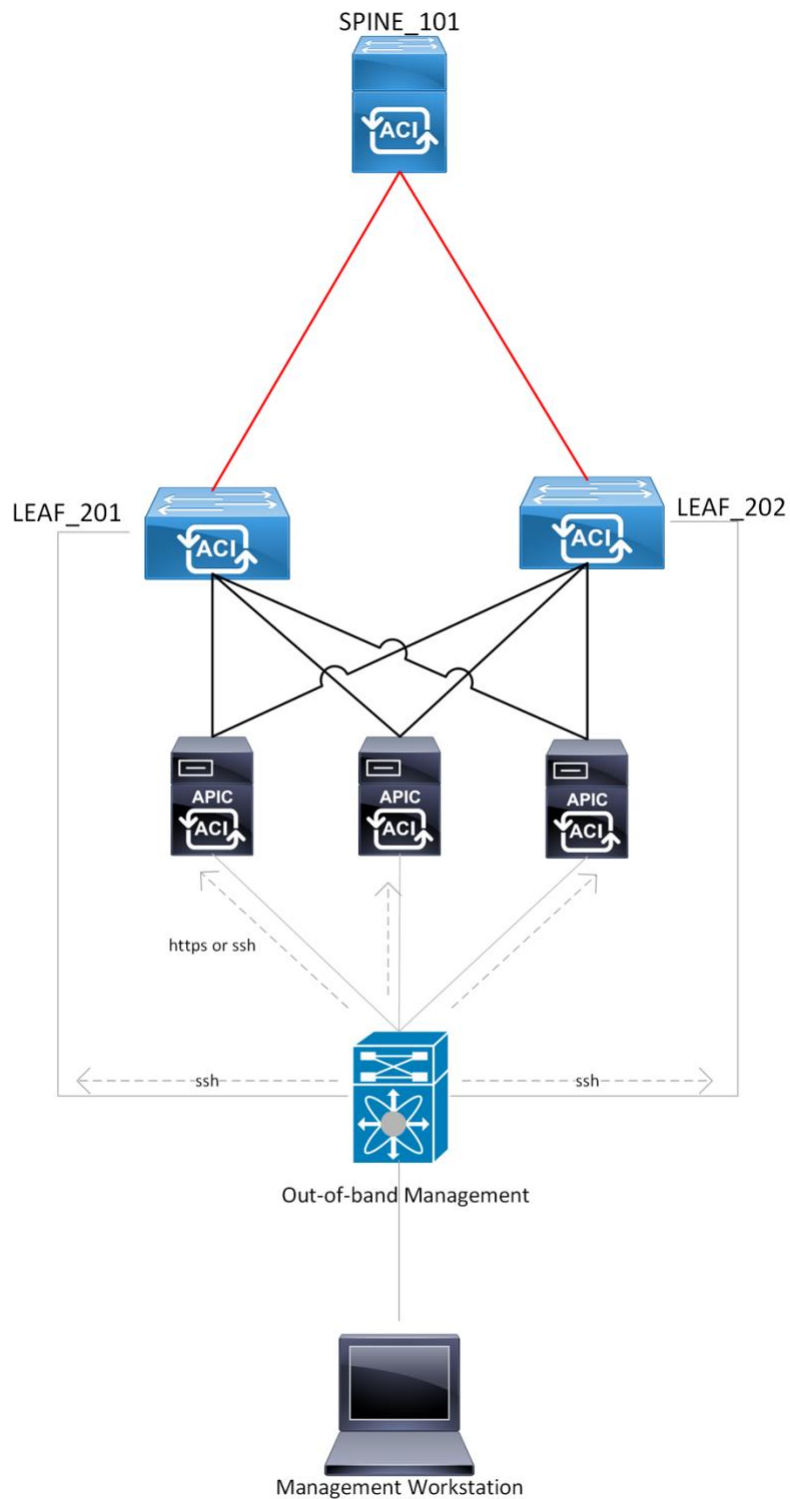 SPINE_101
ACI
LEAF_201
LEAF_202
ACI
ACI
APIC
APIC
APIC
ACI
ACI
ACI
https or ssh
ssh
ssh
Out-of-band Management
Management Workstation